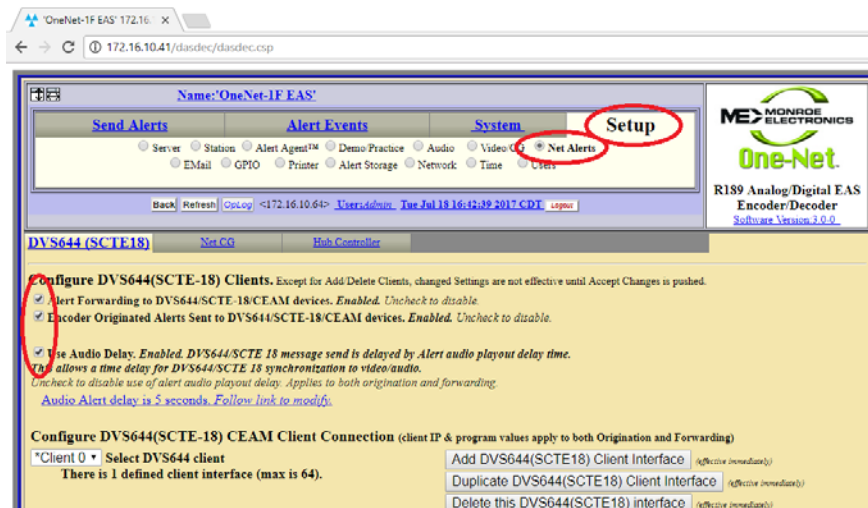 'OneNet-1F EAS' 172.16.
172.16.10.41/dasdec/dasdec.csp
Name:'OneNet-1F EAS'
Send Alerts Alert Events System Setup
Server Station Alert Agent™ Demo/Practice Audio Video/CG Net Alerts
EMail GPIO Printer Alert Storage Network Time Users
Back Refresh OpLog <172.16.10.64> User:Admin Tue Jul 18 16:42:39 2017 CDT Logout
MONROE
ELECTRONICS
One-Net
R189 Analog/Digital EAS
Encoder/Decoder
Software Version:3.0-0
DVS644 (SCTE18) Net CG Hub Controller
Configure DVS644(SCTE-18) Clients. Except for Add/Delete Clients, changed Settings are not effective until Accept Changes is pushed.
Alert Forwarding to DVS644/SCTE-18/CEAM devices. Enabled. Uncheck to disable.
Encoder Originated Alerts Sent to DVS644/SCTE-18/CEAM devices. Enabled. Uncheck to disable.
Use Audio Delay. Enabled. DVS644/SCTE 18 message send is delayed by Alert audio playout delay time.
This allows a time delay for DVS644/SCTE 18 synchronization to video/audio.
Uncheck to disable use of alert audio playout delay. Applies to both origination and forwarding.
Audio Alert delay is 5 seconds. Follow link to modify.
Configure DVS644(SCTE-18) CEAM Client Connection (client IP & program values apply to both Origination and Forwarding)
*Client 0 Select DVS644 client
There is 1 defined client interface (max is 64).
Add DVS644(SCTE18) Client Interface (effective immediately)
Duplicate DVS644(SCTE18) Client Interface (effective immediately)
Delete this DVS644(SCTE18) interface (effective immediately)